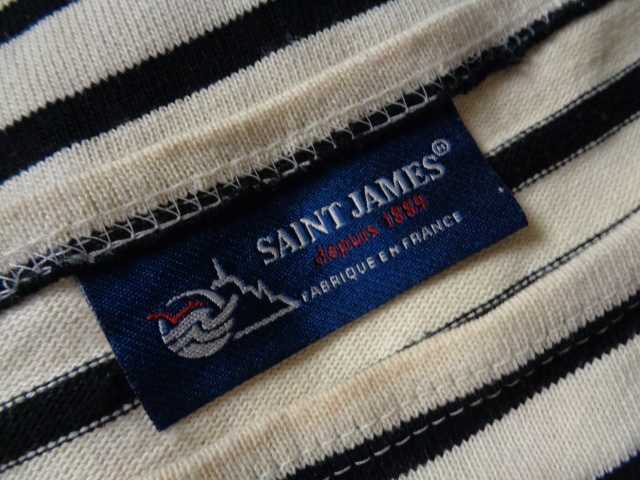 SAINT JAMES®
depuis 1889
FABRIQUE EN FRANCE